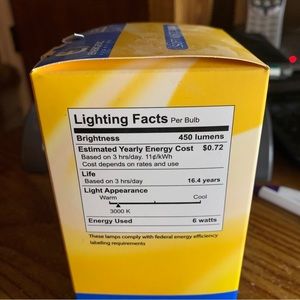 Lighting Facts Per Bulb
Brightness 450 lumens
Estimated Yearly Energy Cost $0.72
Based on 3 hrs/day. 11¢/kWh
Cost depends on rates and use
Life
Based on 3 hrs/day 16.4 years
Light Appearance
Warm Cool
3000 K
Energy Used 6 watts
These lamps comply with federal energy efficiency
labeling requirements